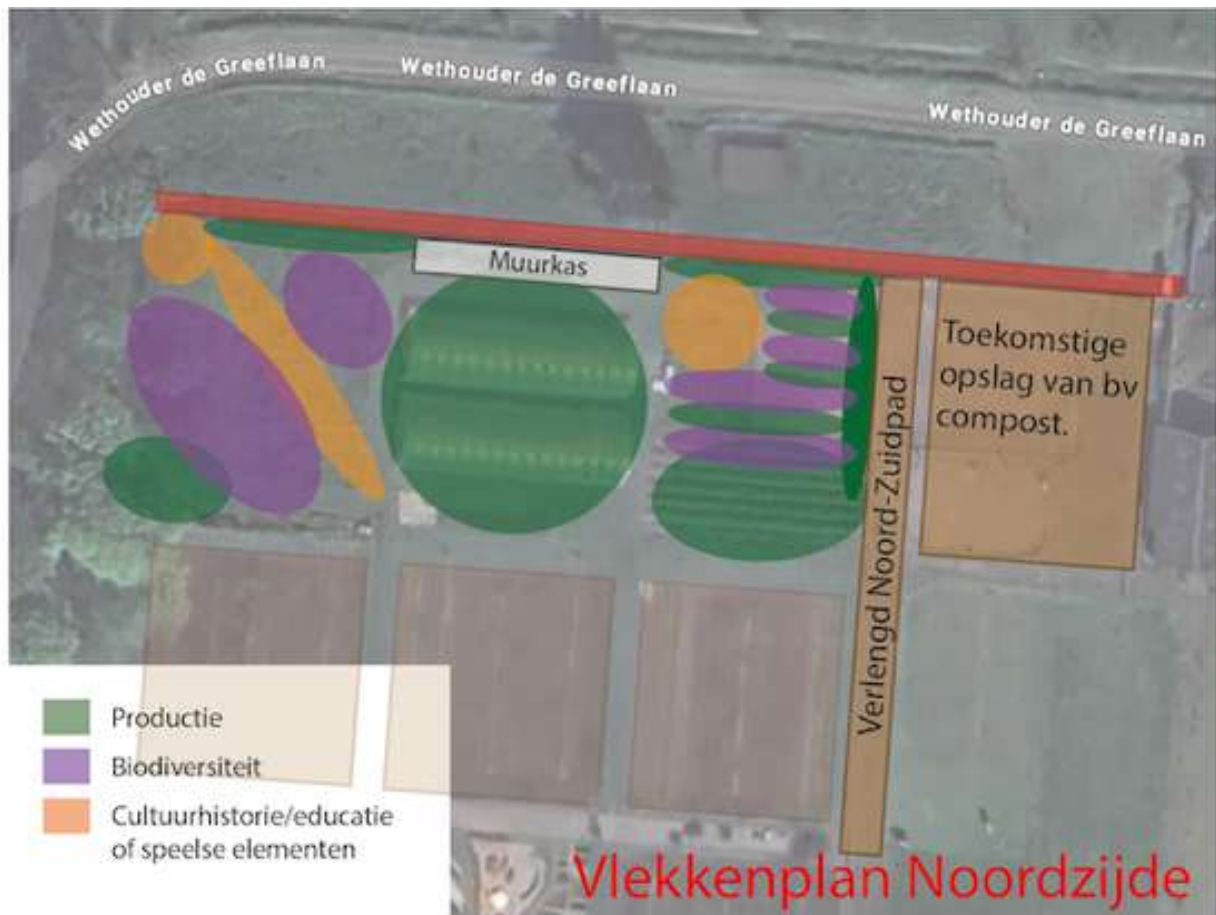 Wethouder de Greeflaan
Wethouder de Greeflaan
Wethouder de Greeflaan
Muurkas
Toekomstige
opslag van bv
compost.
Verlengd Noord-Zuidpad
Productie
Biodiversiteit
Cultuurhistorie/educatie
of speelse elementen
Vlekkenplan Noordzijde